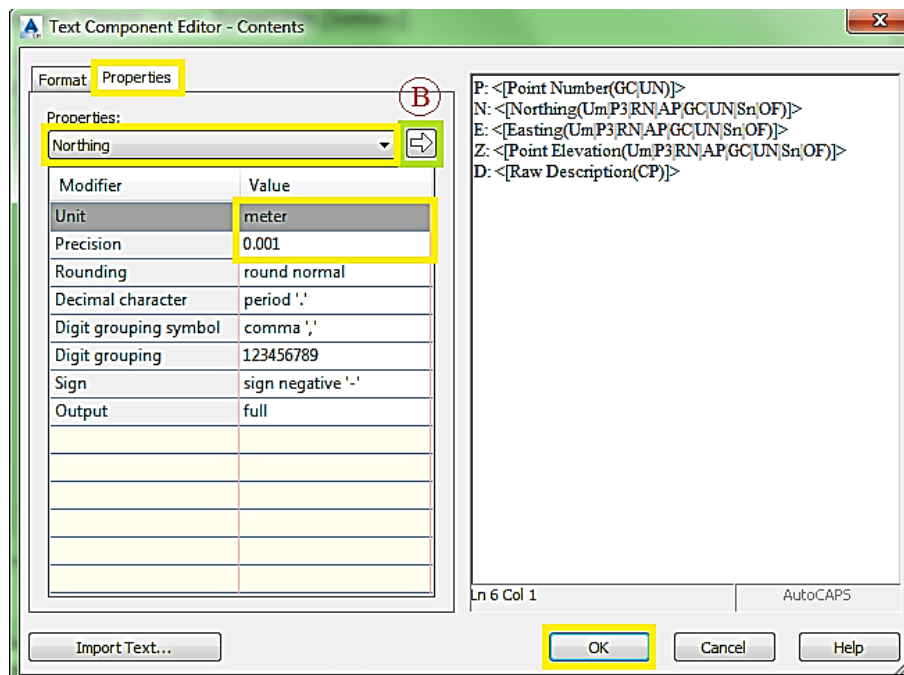 Text Component Editor - Contents
Format Properties
B
Properties:
Northing
Modifier Value
Unit meter
Precision 0.001
Rounding round normal
Decimal character period '.'
Digit grouping symbol comma ','
Digit grouping 123456789
Sign sign negative '-'
Output full
P: <[Point Number(GC|UN)]>
N: <[Northing(Um|P3|RN|AP|GC|UN|Sn|OF)]>
E: <[Easting(Um|P3|RN|AP|GC|UN|Sn|OF)]>
Z: <[Point Elevation(Um|P3|RN|AP|GC|UN|Sn|OF)]>
D: <[Raw Description(CP)]>
Ln 6 Col 1 AutoCAPS
Import Text... OK Cancel Help